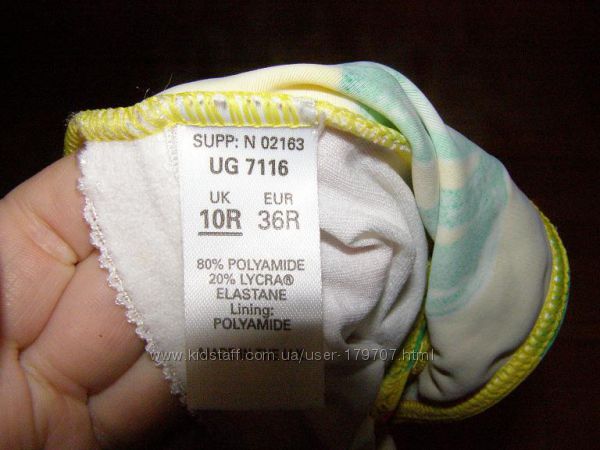 SUPP: N 02163
UG 7116
UK EUR
10R 36R
80% POLYAMIDE
20% LYCRA®
ELASTANE
Lining:
POLYAMIDE
www.kidstaff.com.ua/user-179707.html